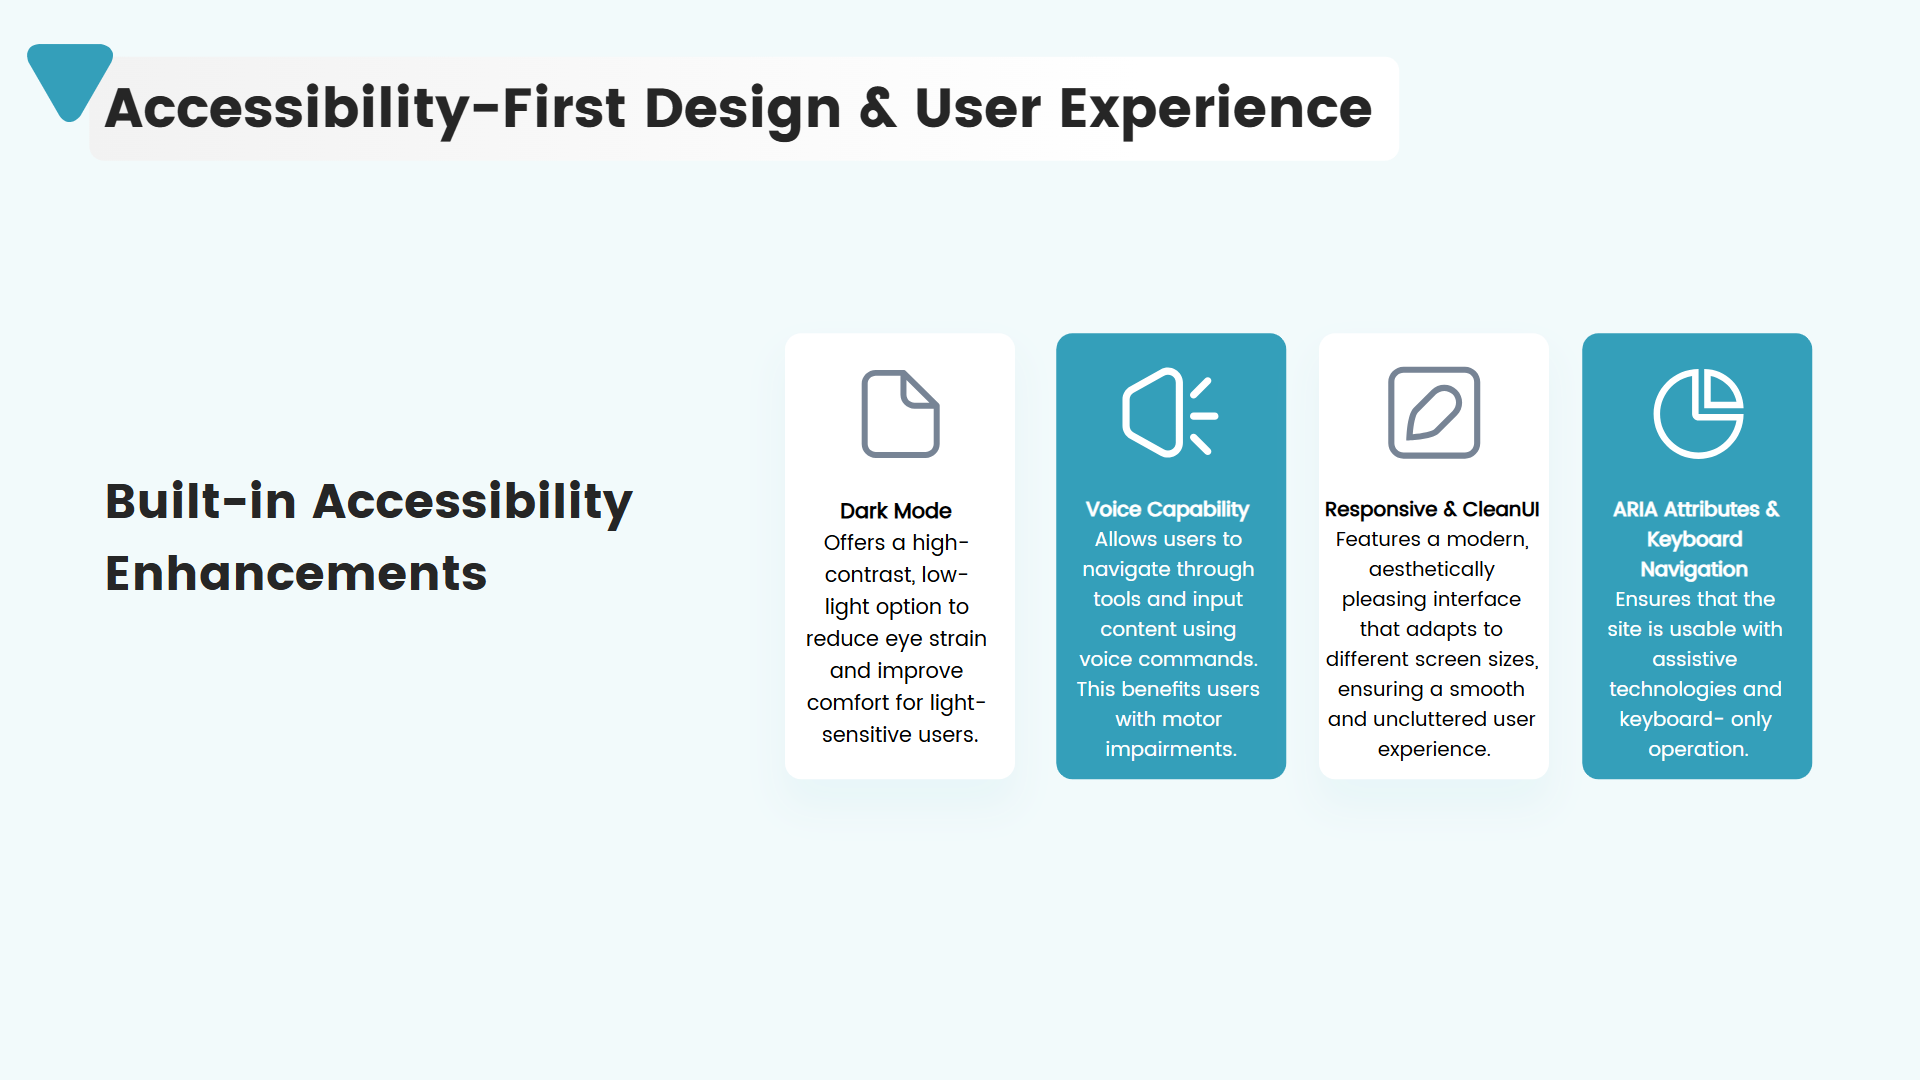 Accessibility-First Design & User Experience
Built-in Accessibility
Enhancements
Dark Mode
Offers a high-
contrast, low-
light option to
reduce eye strain
and improve
comfort for light-
sensitive users.
Voice Capability
Allows users to
navigate through
tools and input
content using
voice commands.
This benefits users
with motor
impairments.
Responsive & CleanUI
Features a modern,
aesthetically
pleasing interface
that adapts to
different screen sizes,
ensuring a smooth
and uncluttered user
experience.
ARIA Attributes &
Keyboard
Navigation
Ensures that the
site is usable with
assistive
technologies and
keyboard- only
operation.